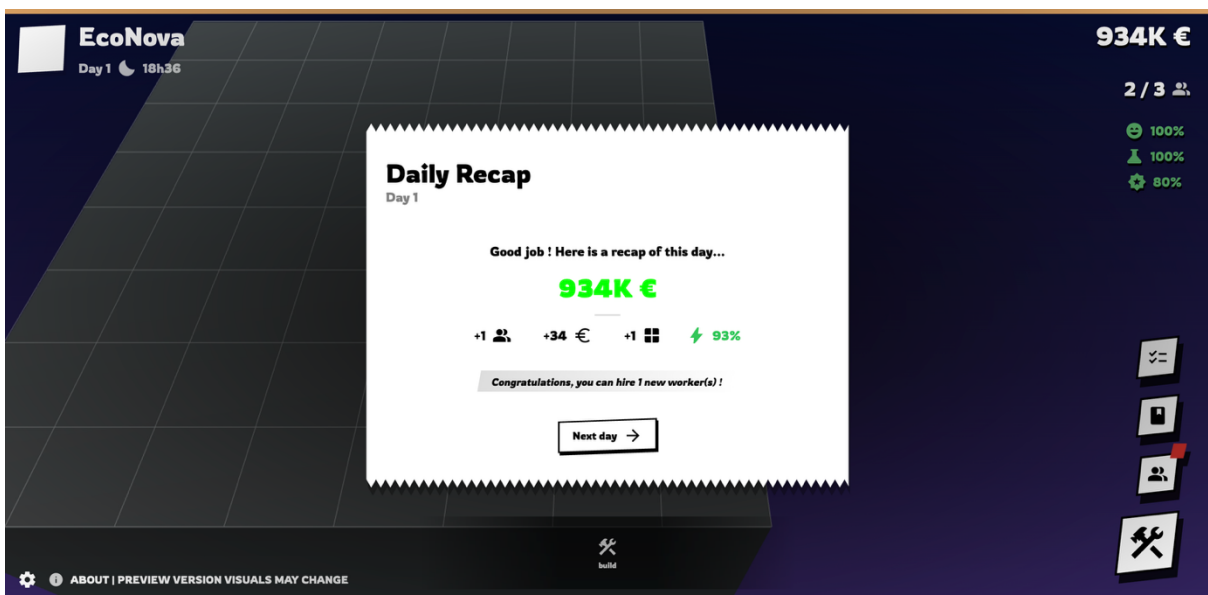 EcoNova
Day 1 18h36
934K €
2 / 3
100%
100%
80%
Daily Recap
Day 1
Good job ! Here is a recap of this day...
934K €
+1 +34 € +1 93%
Congratulations, you can hire 1 new worker(s) !
Next day →
build
ABOUT | PREVIEW VERSION VISUALS MAY CHANGE